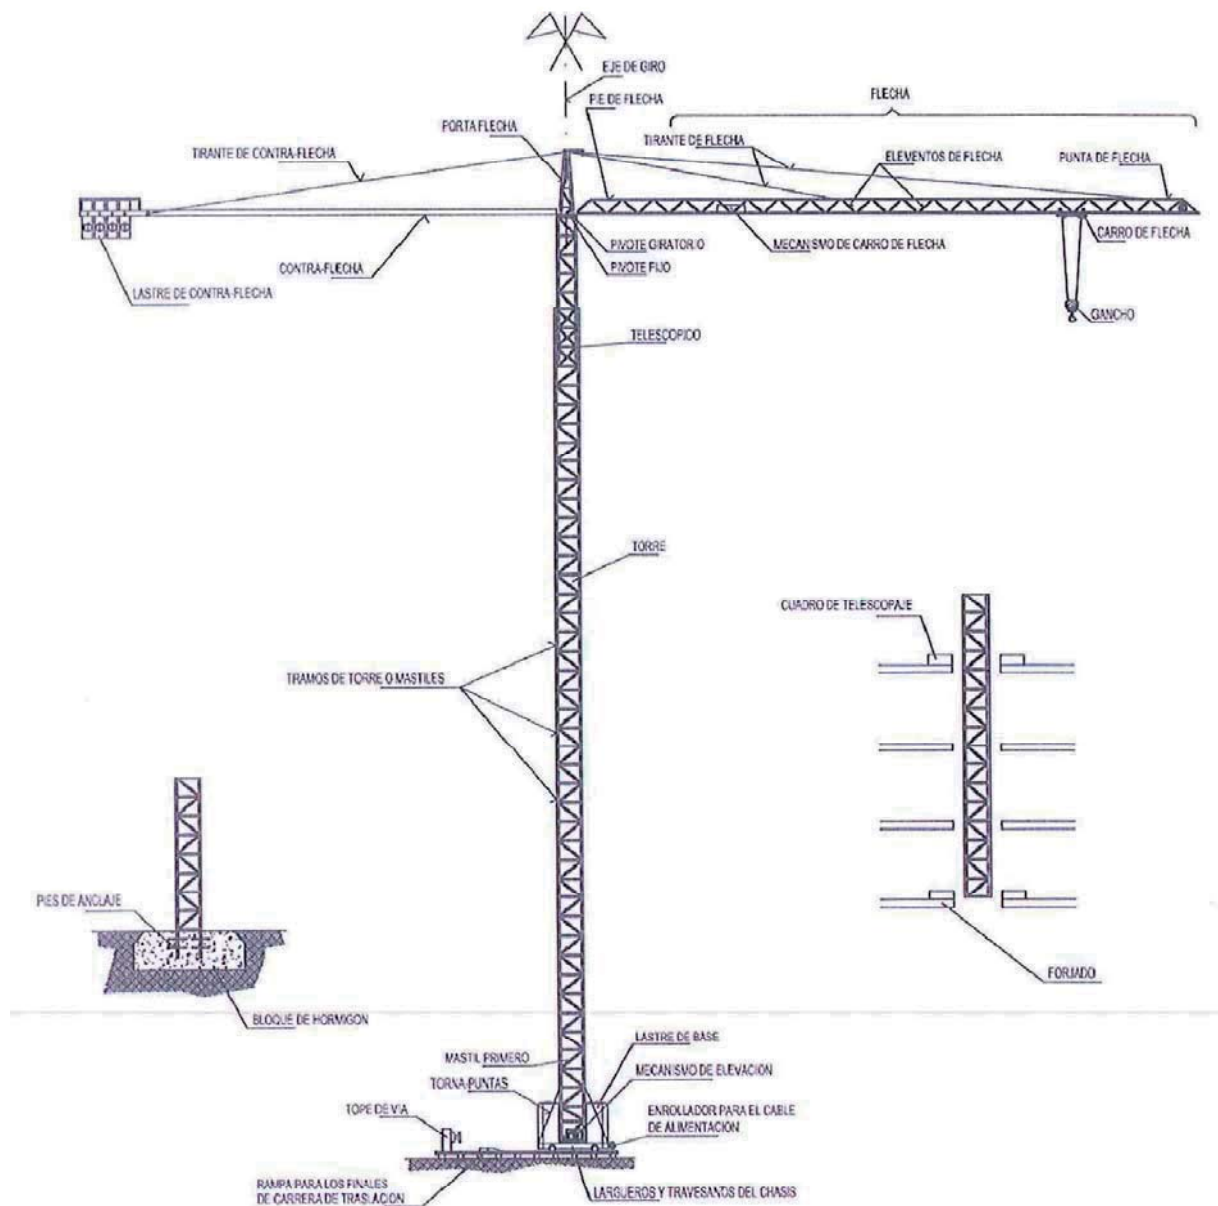 EJE DE GIRO
PIE DE FLECHA
FLECHA
PORTA FLECHA
TIRANTE DE CONTRA-FLECHA
TIRANTE DE FLECHA
ELEMENTOS DE FLECHA
PUNTA DE FLECHA
PIVOTE GIRATORIO
MECANISMO DE CARRO DE FLECHA
CARRO DE FLECHA
CONTRA-FLECHA
PIVOTE FIJO
LASTRE DE CONTRA-FLECHA
GANCHO
TELESCOPICO
TORRE
CUADRO DE TELESCOPAJE
TRAMOS DE TORRE O MASTILES
PIES DE ANCLAJE
FORJADO
BLOQUE DE HORMIGON
LASTRE DE BASE
MASTIL PRIMERO
MECANISMO DE ELEVACION
TORNA-PUNTAS
TOPE DE VIA
ENROLLADOR PARA EL CABLE
DE ALIMENTACION
RAMPA PARA LOS FINALES
DE CARRERA DE TRASLACION
LARGUEROS Y TRAVESANOS DEL CHASIS